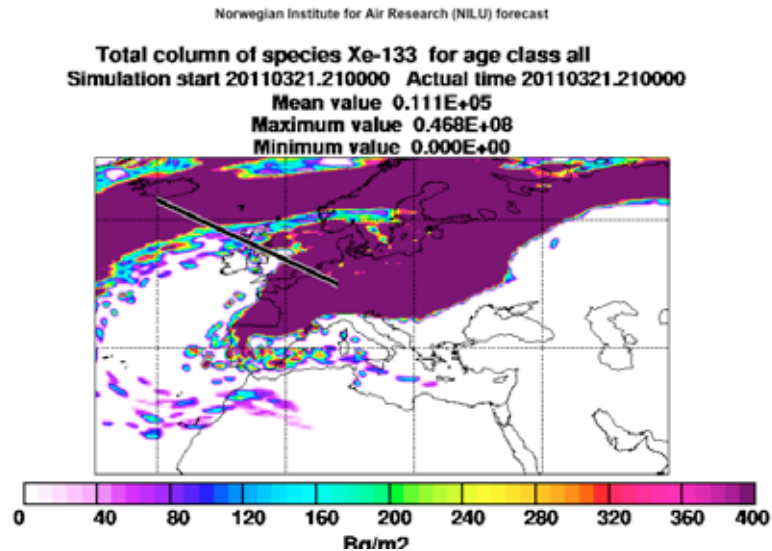 Norwegian Institute for Air Research (NILU) forecast
Total column of species Xe-133 for age class all
Simulation start 20110321.210000 Actual time 20110321.210000
Mean value 0.111E+05
Maximum value 0.468E+08
Minimum value 0.000E+00
0 40 80 120 160 200 240 280 320 360 400
Bq/m2